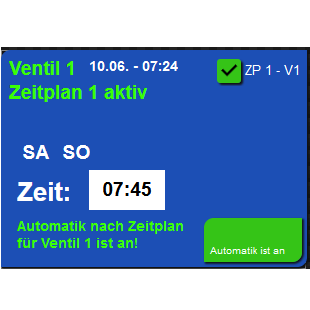 Ventil 1 10.06. - 07:24 ZP 1 - V1
Zeitplan 1 aktiv
SA SO
Zeit: 07:45
Automatik nach Zeitplan
für Ventil 1 ist an!
Automatik ist an